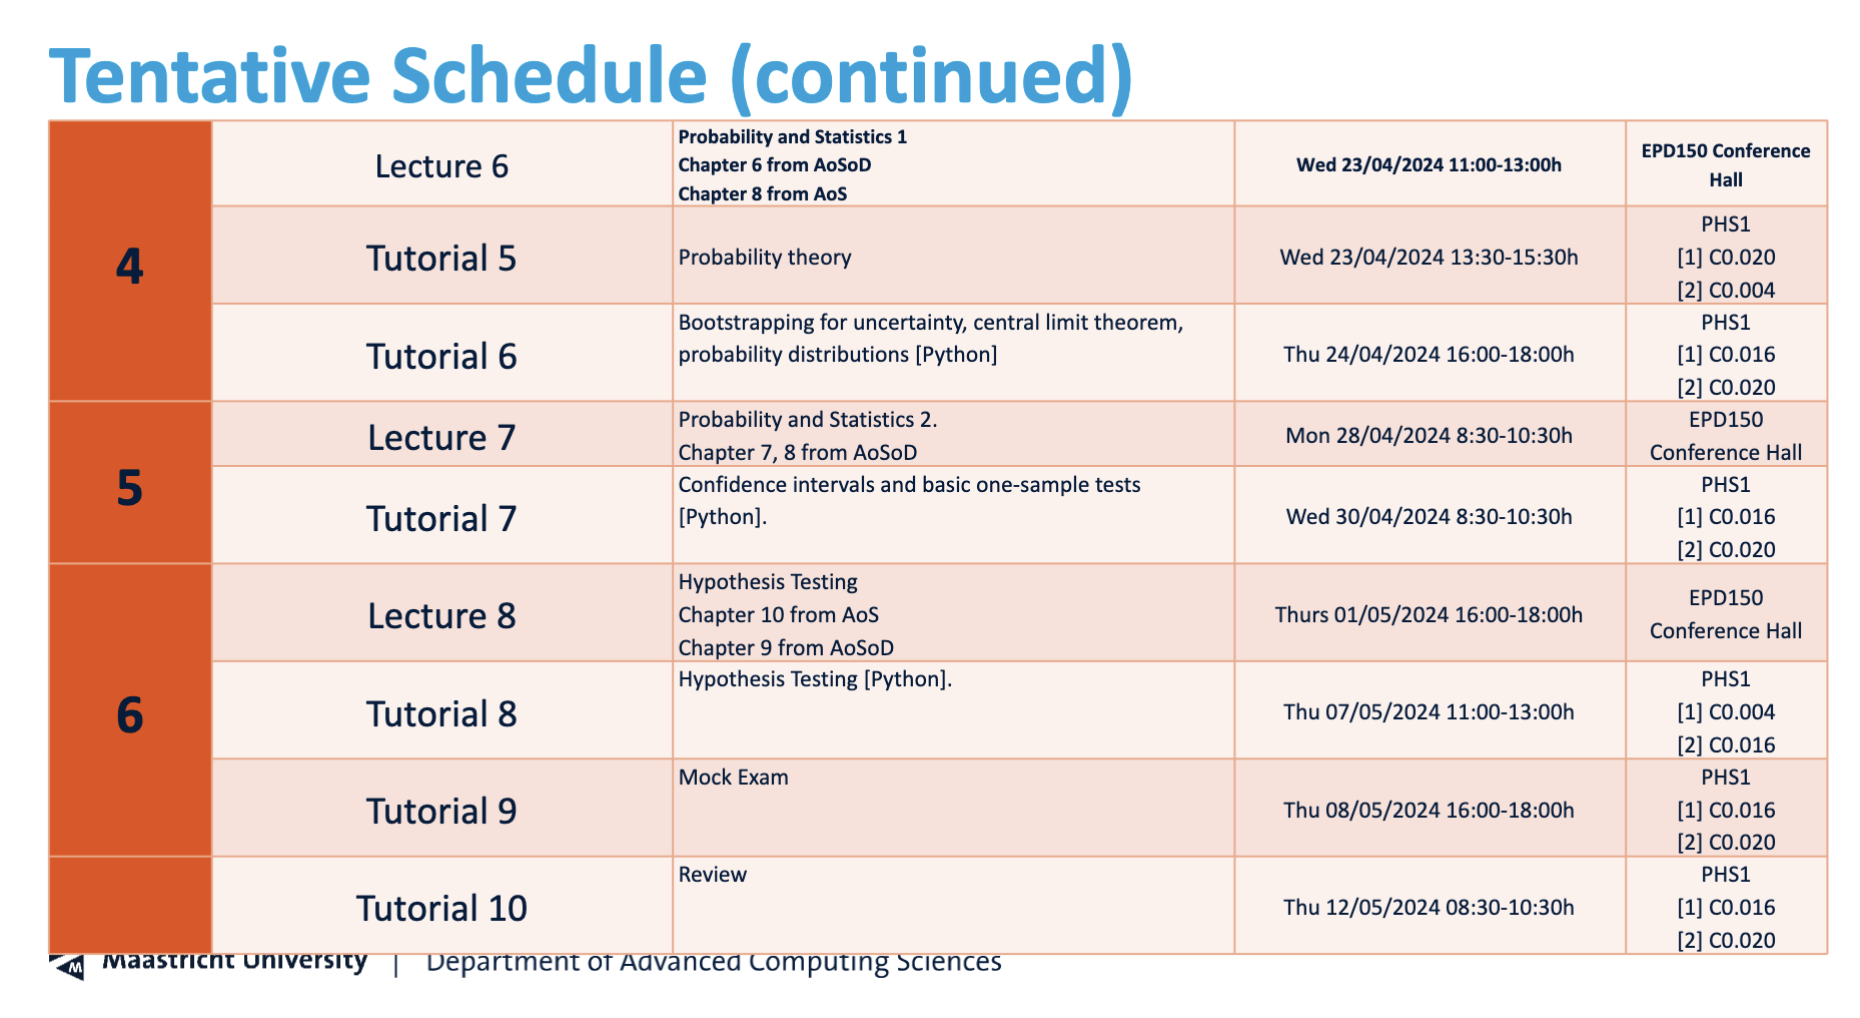 Tentative Schedule (continued)
4
Lecture 6
Probability and Statistics 1
Chapter 6 from AoSoD
Chapter 8 from AoS
Wed 23/04/2024 11:00-13:00h
EPD150 Conference
Hall
Tutorial 5
Probability theory
Wed 23/04/2024 13:30-15:30h
PHS1
[1] C0.020
[2] C0.004
Tutorial 6
Bootstrapping for uncertainty, central limit theorem,
probability distributions [Python]
Thu 24/04/2024 16:00-18:00h
PHS1
[1] C0.016
[2] C0.020
5
Lecture 7
Probability and Statistics 2.
Chapter 7, 8 from AoSoD
Mon 28/04/2024 8:30-10:30h
EPD150
Conference Hall
Tutorial 7
Confidence intervals and basic one-sample tests
[Python].
Wed 30/04/2024 8:30-10:30h
PHS1
[1] C0.016
[2] C0.020
6
Lecture 8
Hypothesis Testing
Chapter 10 from AoS
Chapter 9 from AoSoD
Thurs 01/05/2024 16:00-18:00h
EPD150
Conference Hall
Tutorial 8
Hypothesis Testing [Python].
Thu 07/05/2024 11:00-13:00h
PHS1
[1] C0.004
[2] C0.016
Tutorial 9
Mock Exam
Thu 08/05/2024 16:00-18:00h
PHS1
[1] C0.016
[2] C0.020
Tutorial 10
Review
Thu 12/05/2024 08:30-10:30h
PHS1
[1] C0.016
[2] C0.020
Maastricht University | Department of Advanced Computing Sciences